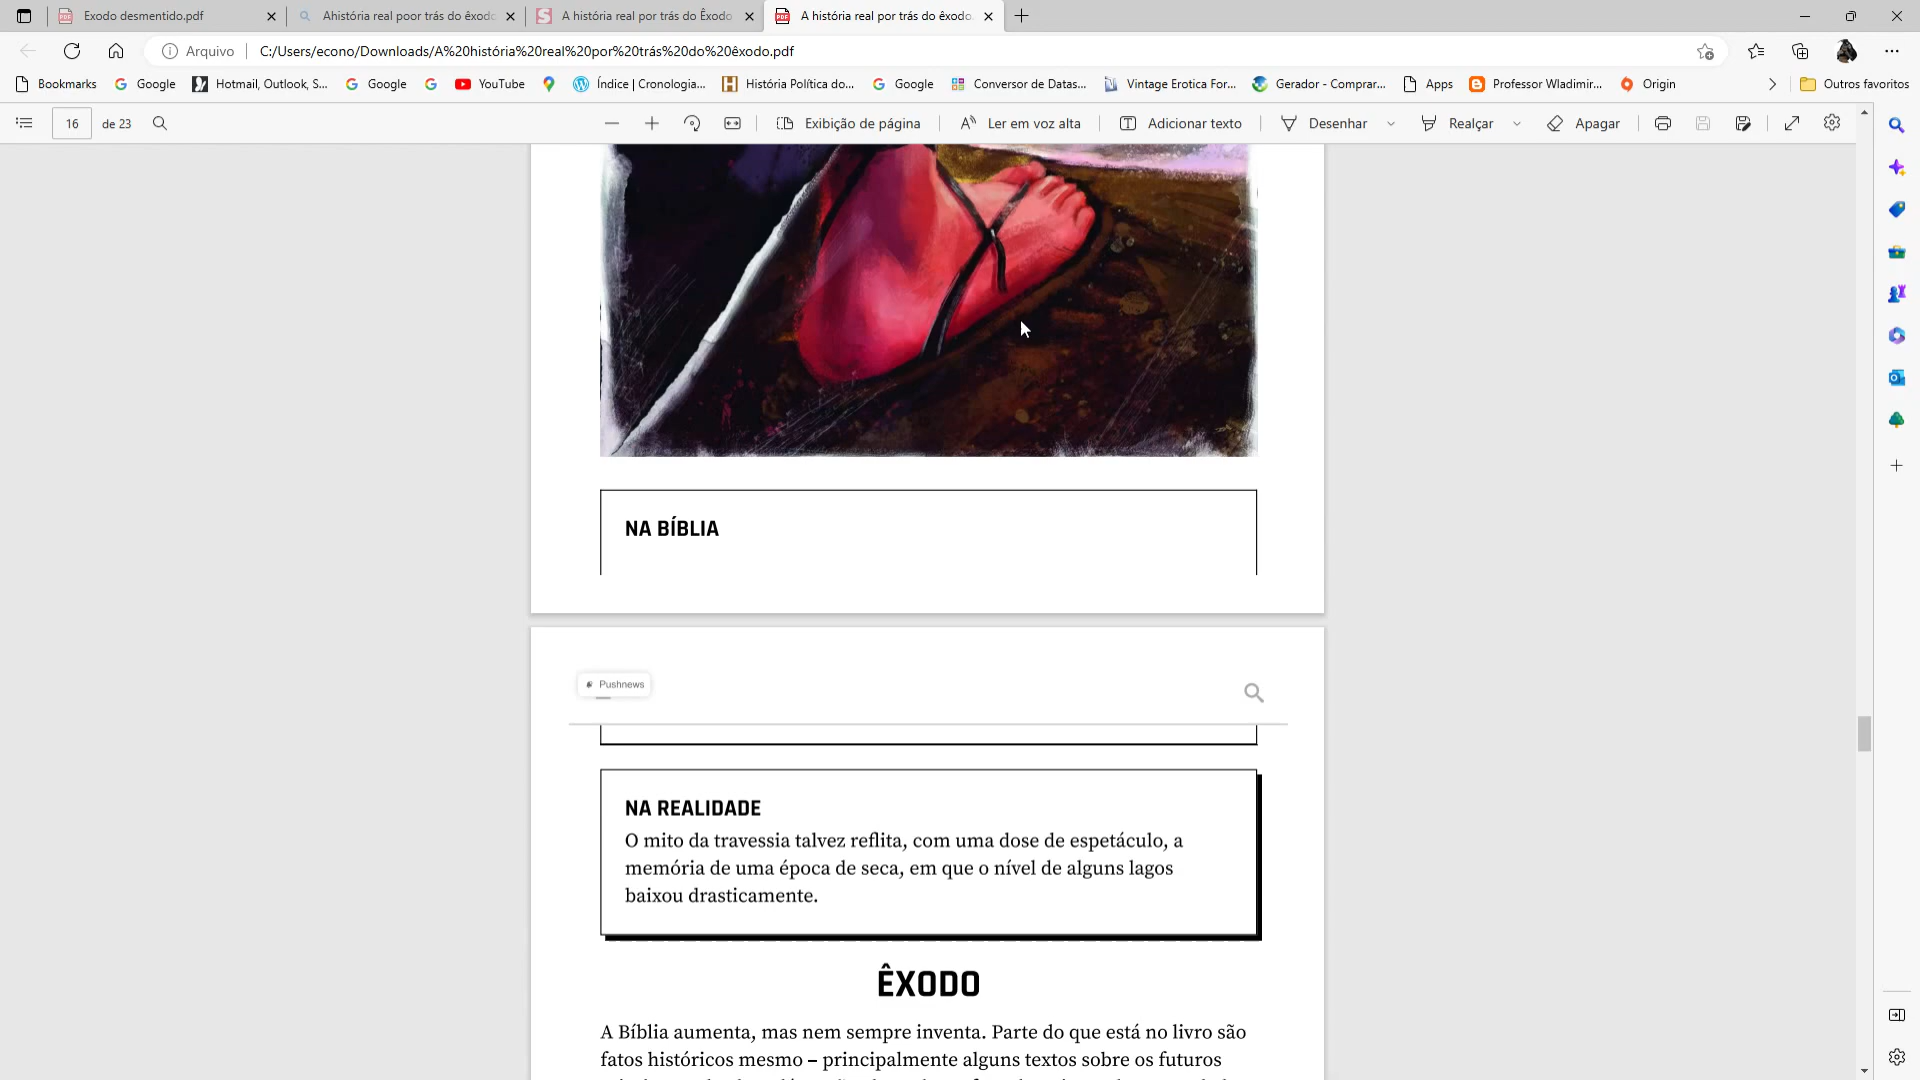 Exodo desmentido.pdf
Ahistória real poor trás do êxodo
A história real por trás do Êxodo
A história real por trás do êxodo.
Arquivo
C:/Users/econo/Downloads/A%20história%20real%20por%20trás%20do%20êxodo.pdf
Bookmarks
Google
Hotmail, Outlook, S...
Google
YouTube
Índice | Cronologia...
História Política do...
Google
Conversor de Datas...
Vintage Erotica For...
Gerador - Comprar...
Apps
Professor Wladimir...
Origin
Outros favoritos
16 de 23
Exibição de página
Ler em voz alta
Adicionar texto
Desenhar
Realçar
Apagar
NA BÍBLIA
Pushnews
NA REALIDADE
O mito da travessia talvez reflita, com uma dose de espetáculo, a
memória de uma época de seca, em que o nível de alguns lagos
baixou drasticamente.
ÊXODO
A Bíblia aumenta, mas nem sempre inventa. Parte do que está no livro são
fatos históricos mesmo – principalmente alguns textos sobre os futuros